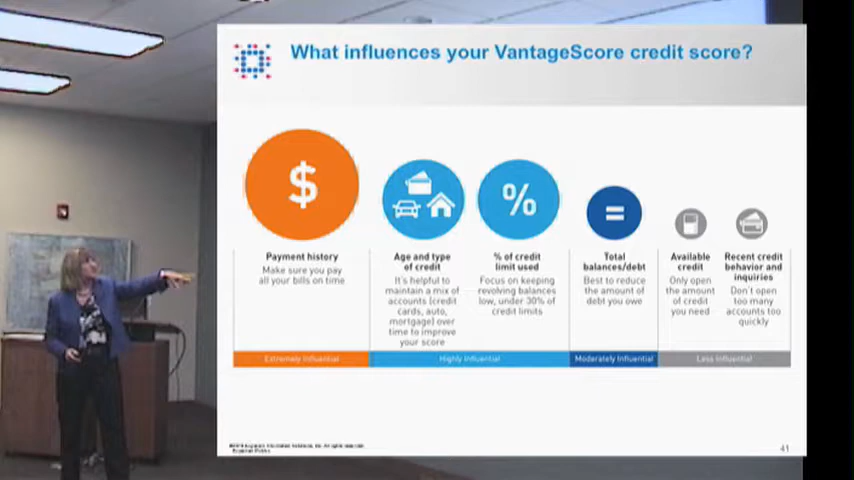 What influences your VantageScore credit score?
$
%
=
Payment history
Make sure you pay
all your bills on time
Age and type
of credit
It's helpful to
maintain a mix of
accounts (credit
cards, auto,
mortgage) over
time to improve
your score
% of credit
limit used
Focus on keeping
revolving balances
low, under 30% of
credit limits
Total
balances/debt
Best to reduce
the amount of
debt you owe
Available
credit
Only open
the amount
of credit
you need
Recent credit
behavior and
inquiries
Don't open
too many
accounts too
quickly
Extremely Influential
Highly Influential
Moderately Influential
Less Influential
Experian Public
41